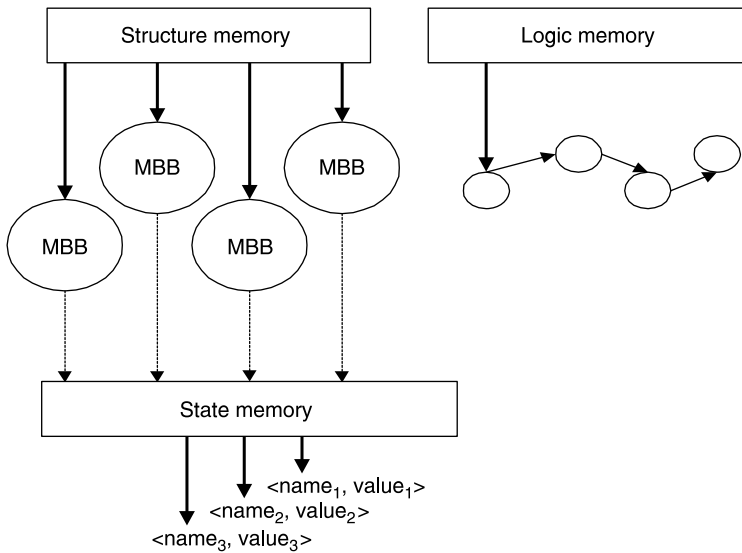 Structure memory
Logic memory
MBB
MBB
MBB
MBB
State memory
<name₁, value₁>
<name₂, value₂>
<name₃, value₃>